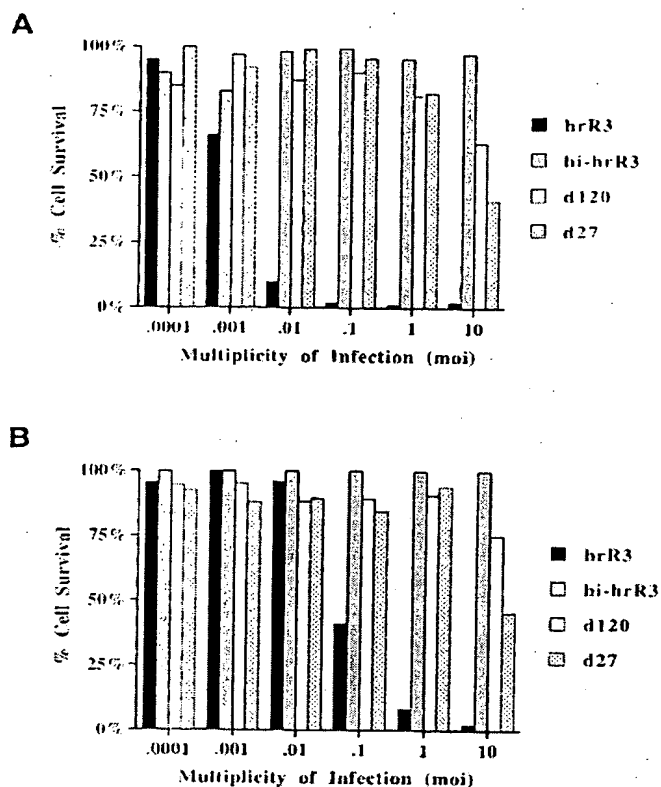 A
100%
75%
50%
25%
0%
% Cell Survival
.0001 .001 .01 .1 1 10
Multiplicity of Infection (moi)
hrR3
hi-hrR3
d120
d27
B
100%
75%
50%
25%
0%
% Cell Survival
.0001 .001 .01 .1 1 10
Multiplicity of Infection (moi)
hrR3
hi-hrR3
d120
d27